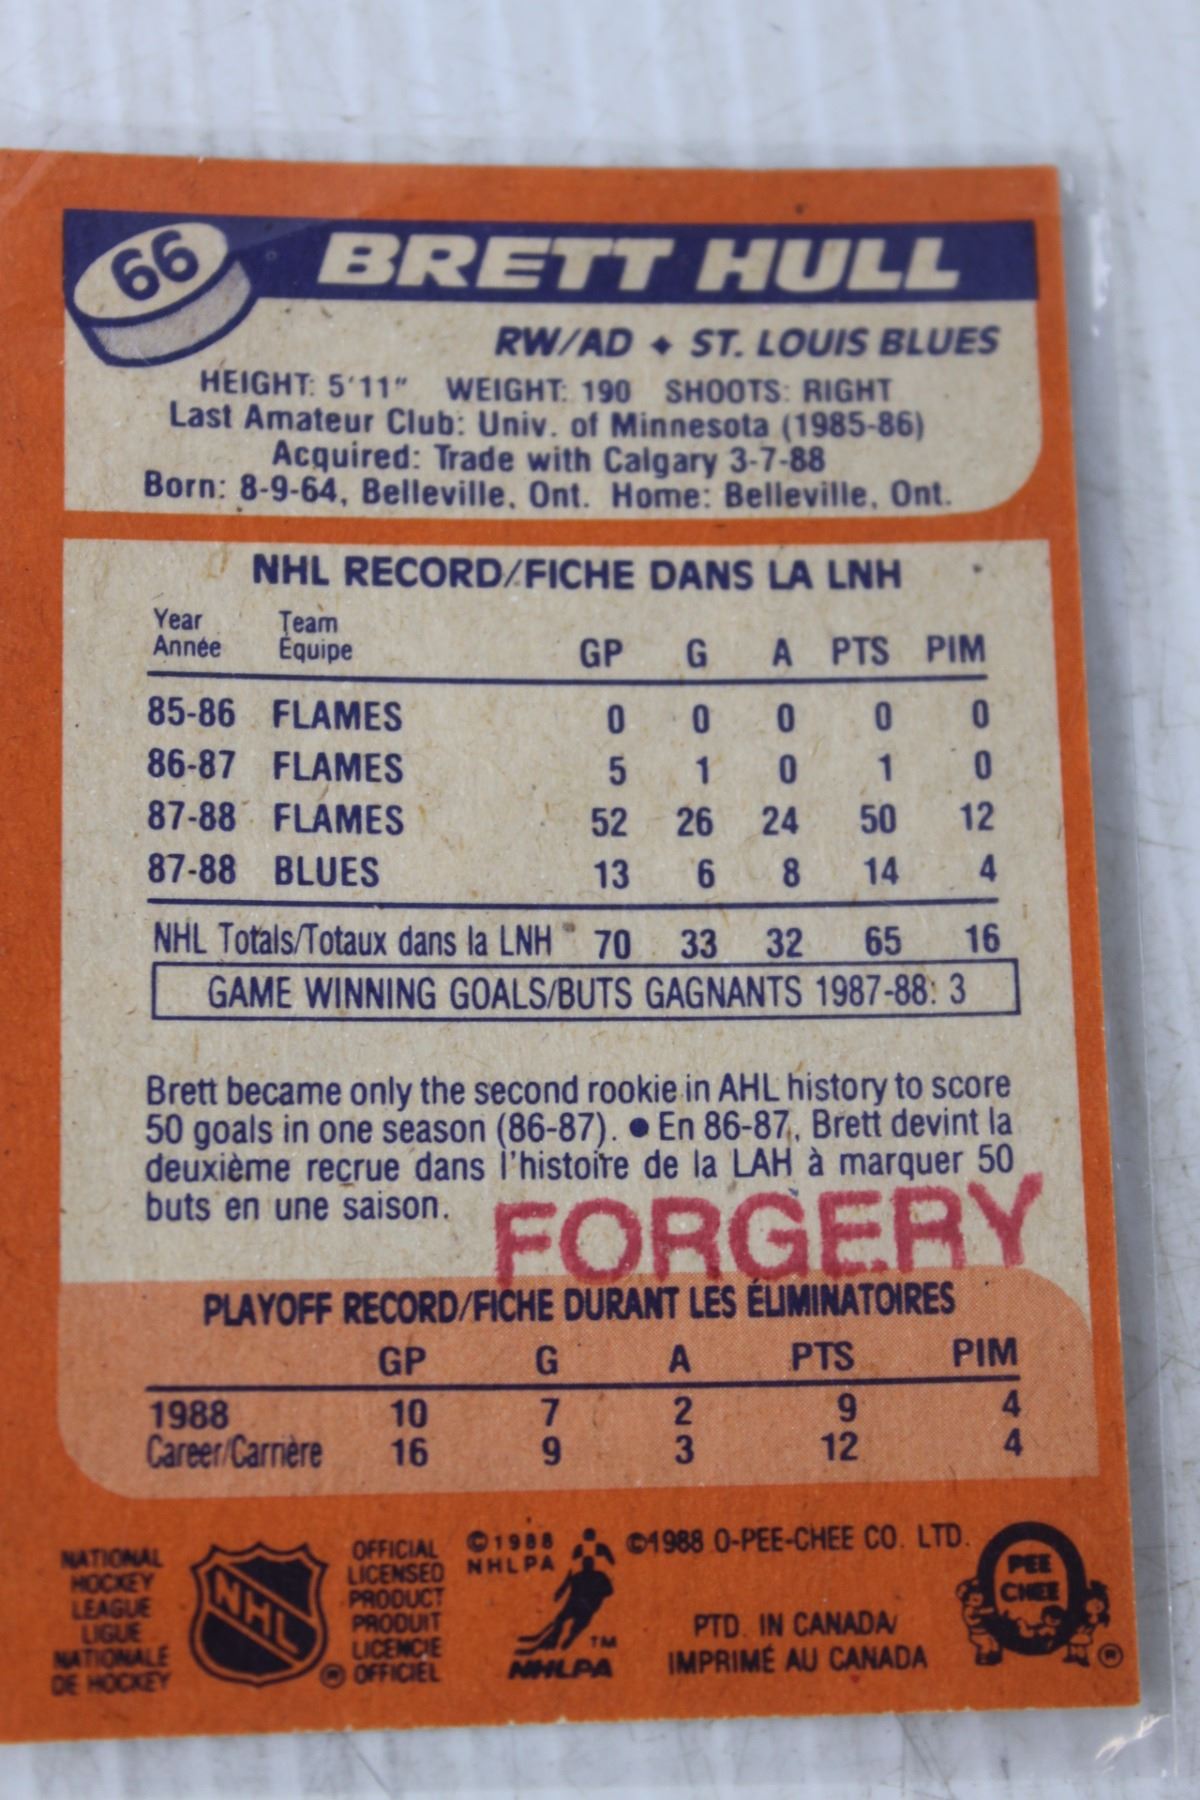 66
BRETT HULL
RW/AD ♦ ST. LOUIS BLUES
HEIGHT: 5'11" WEIGHT: 190 SHOOTS: RIGHT
Last Amateur Club: Univ. of Minnesota (1985-86)
Acquired: Trade with Calgary 3-7-88
Born: 8-9-64, Belleville, Ont. Home: Belleville, Ont.
NHL RECORD/FICHE DANS LA LNH
Year Team
Année Équipe GP G A PTS PIM
85-86 FLAMES 0 0 0 0 0
86-87 FLAMES 5 1 0 1 0
87-88 FLAMES 52 26 24 50 12
87-88 BLUES 13 6 8 14 4
NHL Totals/Totaux dans la LNH 70 33 32 65 16
GAME WINNING GOALS/BUTS GAGNANTS 1987-88: 3
Brett became only the second rookie in AHL history to score
50 goals in one season (86-87). ● En 86-87, Brett devint la
deuxième recrue dans l'histoire de la LAH à marquer 50
buts en une saison.
FORGERY
PLAYOFF RECORD/FICHE DURANT LES ÉLIMINATOIRES
GP G A PTS PIM
1988 10 7 2 9 4
Career/Carrière 16 9 3 12 4
NATIONAL
HOCKEY
LEAGUE
LIGUE
NATIONALE
DE HOCKEY
NHL
®
OFFICIAL
LICENSED
PRODUCT
PRODUIT
LICENCIE
OFFICIEL
©1988
NHLPA
TM
NHLPA
©1988 O-PEE-CHEE CO. LTD.
PTD. IN CANADA/
IMPRIMÉ AU CANADA
PEE
CHEE
®